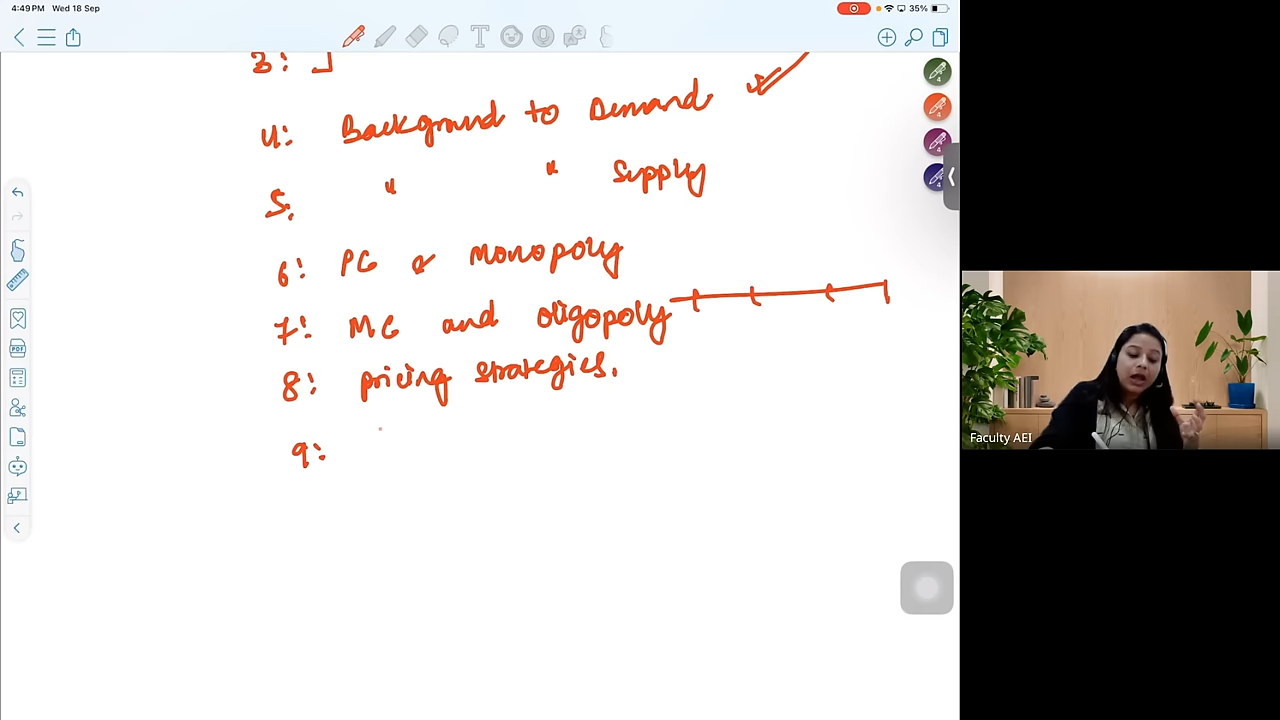 4:49 PM Wed 18 Sep
35%
3:
4: Background to Demand
5: " " Supply
6: PC & Monopoly
7: MC and oligopoly
8: pricing strategies.
9:
Faculty AEI